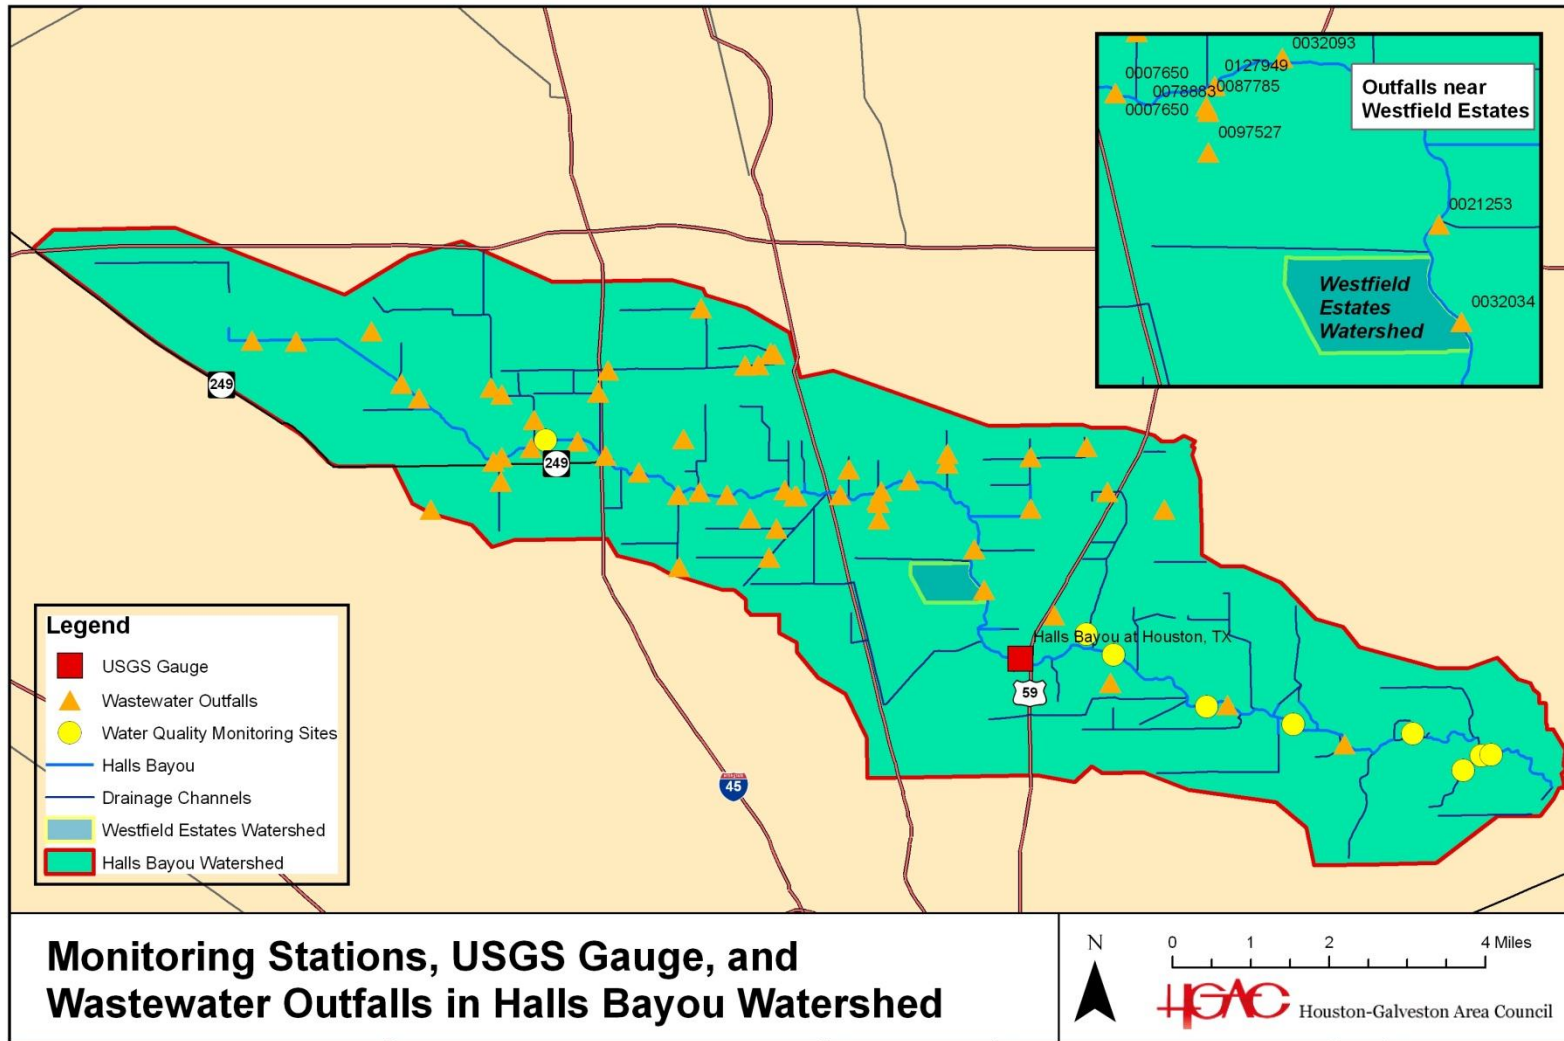 0032093
0127949
0007650
0078883
0087785
0007650
0097527
Outfalls near
Westfield Estates
0021253
Westfield
Estates
Watershed
0032034
249
249
Halls Bayou at Houston, TX
59
45
Legend
USGS Gauge
Wastewater Outfalls
Water Quality Monitoring Sites
Halls Bayou
Drainage Channels
Westfield Estates Watershed
Halls Bayou Watershed
Monitoring Stations, USGS Gauge, and
Wastewater Outfalls in Halls Bayou Watershed
N
0 1 2 4 Miles
HGAC Houston-Galveston Area Council